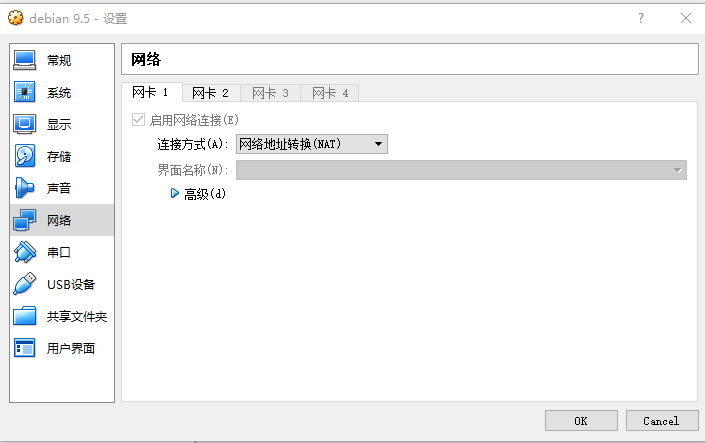 debian 9.5 - 设置
常规
系统
显示
存储
声音
网络
串口
USB设备
共享文件夹
用户界面
网络
网卡 1 网卡 2 网卡 3 网卡 4
启用网络连接(E)
连接方式(A): 网络地址转换(NAT)
界面名称(N):
高级(d)
OK Cancel